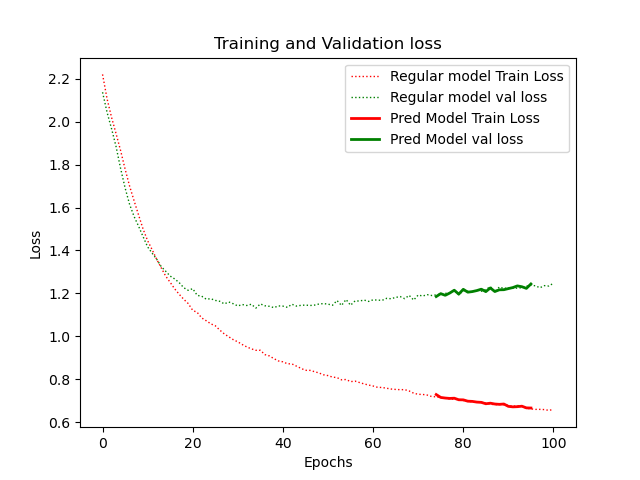 Training and Validation loss
Regular model Train Loss
Regular model val loss
Pred Model Train Loss
Pred Model val loss
2.2
2.0
1.8
1.6
1.4
1.2
1.0
0.8
0.6
Loss
0 20 40 60 80 100
Epochs